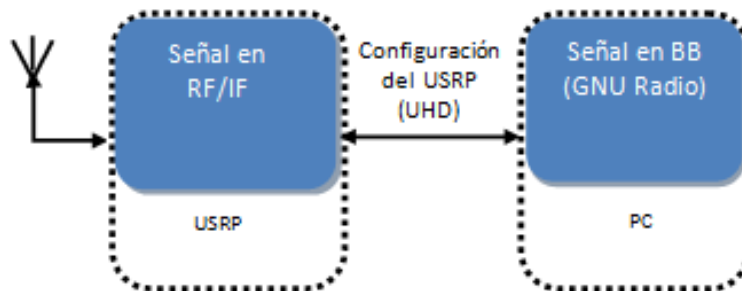 Señal en
RF/IF
USRP
Configuración
del USRP
(UHD)
Señal en BB
(GNU Radio)
PC